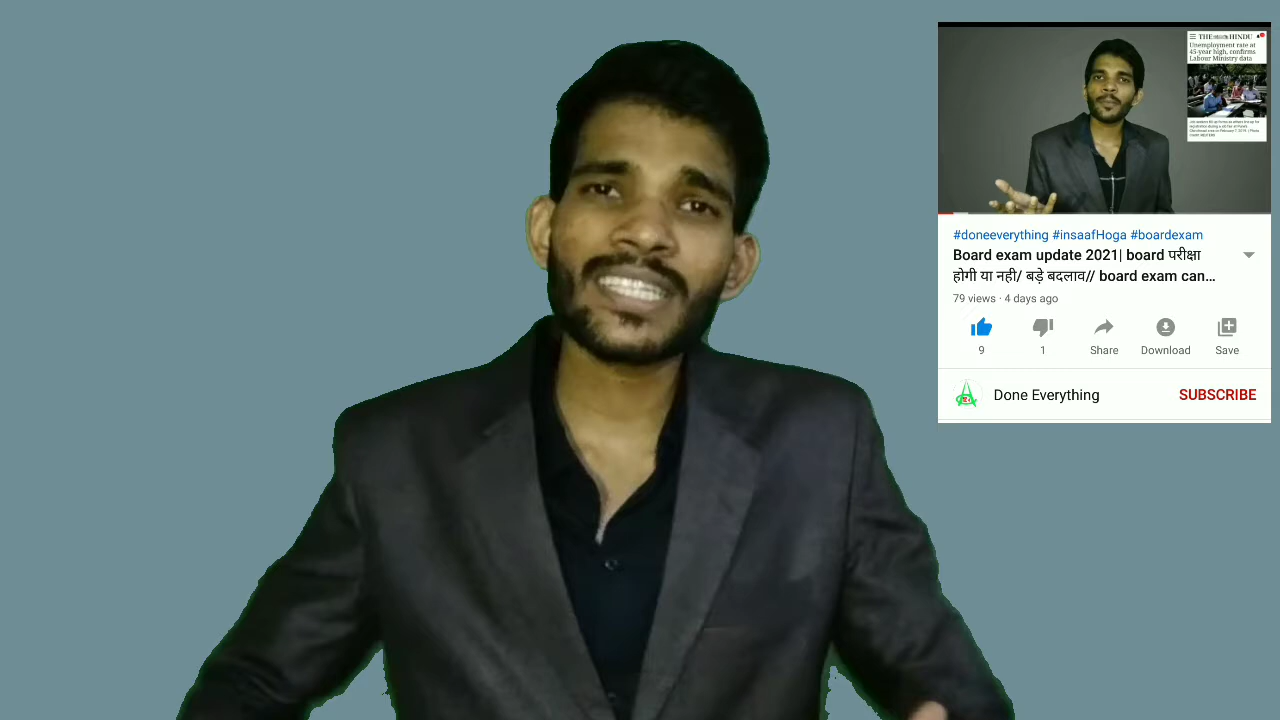 THE HINDU
Unemployment rate at
45-year high, confirms
Labour Ministry data
#doneeverything #insaafHoga #boardexam
Board exam update 2021| board परीक्षा
होगी या नही/ बड़े बदलाव// board exam can...
79 views · 4 days ago
9
1
Share
Download
Save
Done Everything
SUBSCRIBE